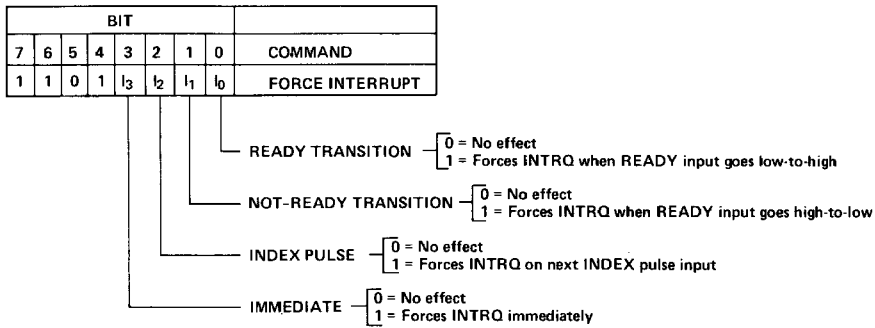 BIT
7 6 5 4 3 2 1 0 COMMAND
1 1 0 1 I3 I2 I1 I0 FORCE INTERRUPT
READY TRANSITION
0 = No effect
1 = Forces INTRQ when READY input goes low-to-high
NOT-READY TRANSITION
0 = No effect
1 = Forces INTRQ when READY input goes high-to-low
INDEX PULSE
0 = No effect
1 = Forces INTRQ on next INDEX pulse input
IMMEDIATE
0 = No effect
1 = Forces INTRQ immediately